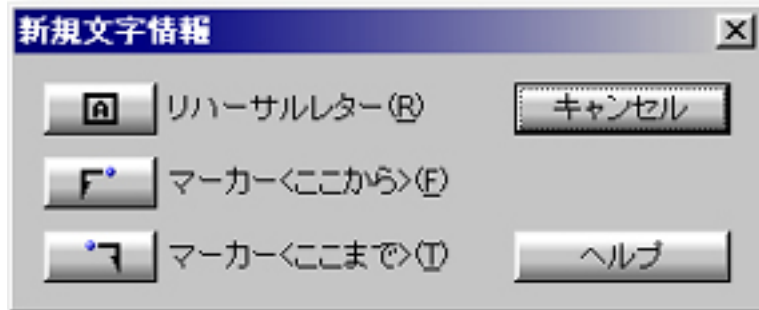 新規文字情報
A リハーサルレター(R) キャンセル
マーカー<ここから>(F)
マーカー<ここまで>(T) ヘルプ